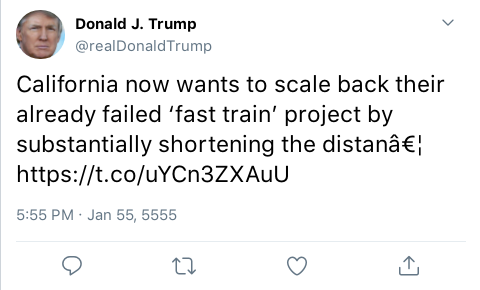 Donald J. Trump
@realDonaldTrump
California now wants to scale back their
already failed ‘fast train’ project by
substantially shortening the distanâ€¦
https://t.co/uYCn3ZXAuU
5:55 PM · Jan 55, 5555